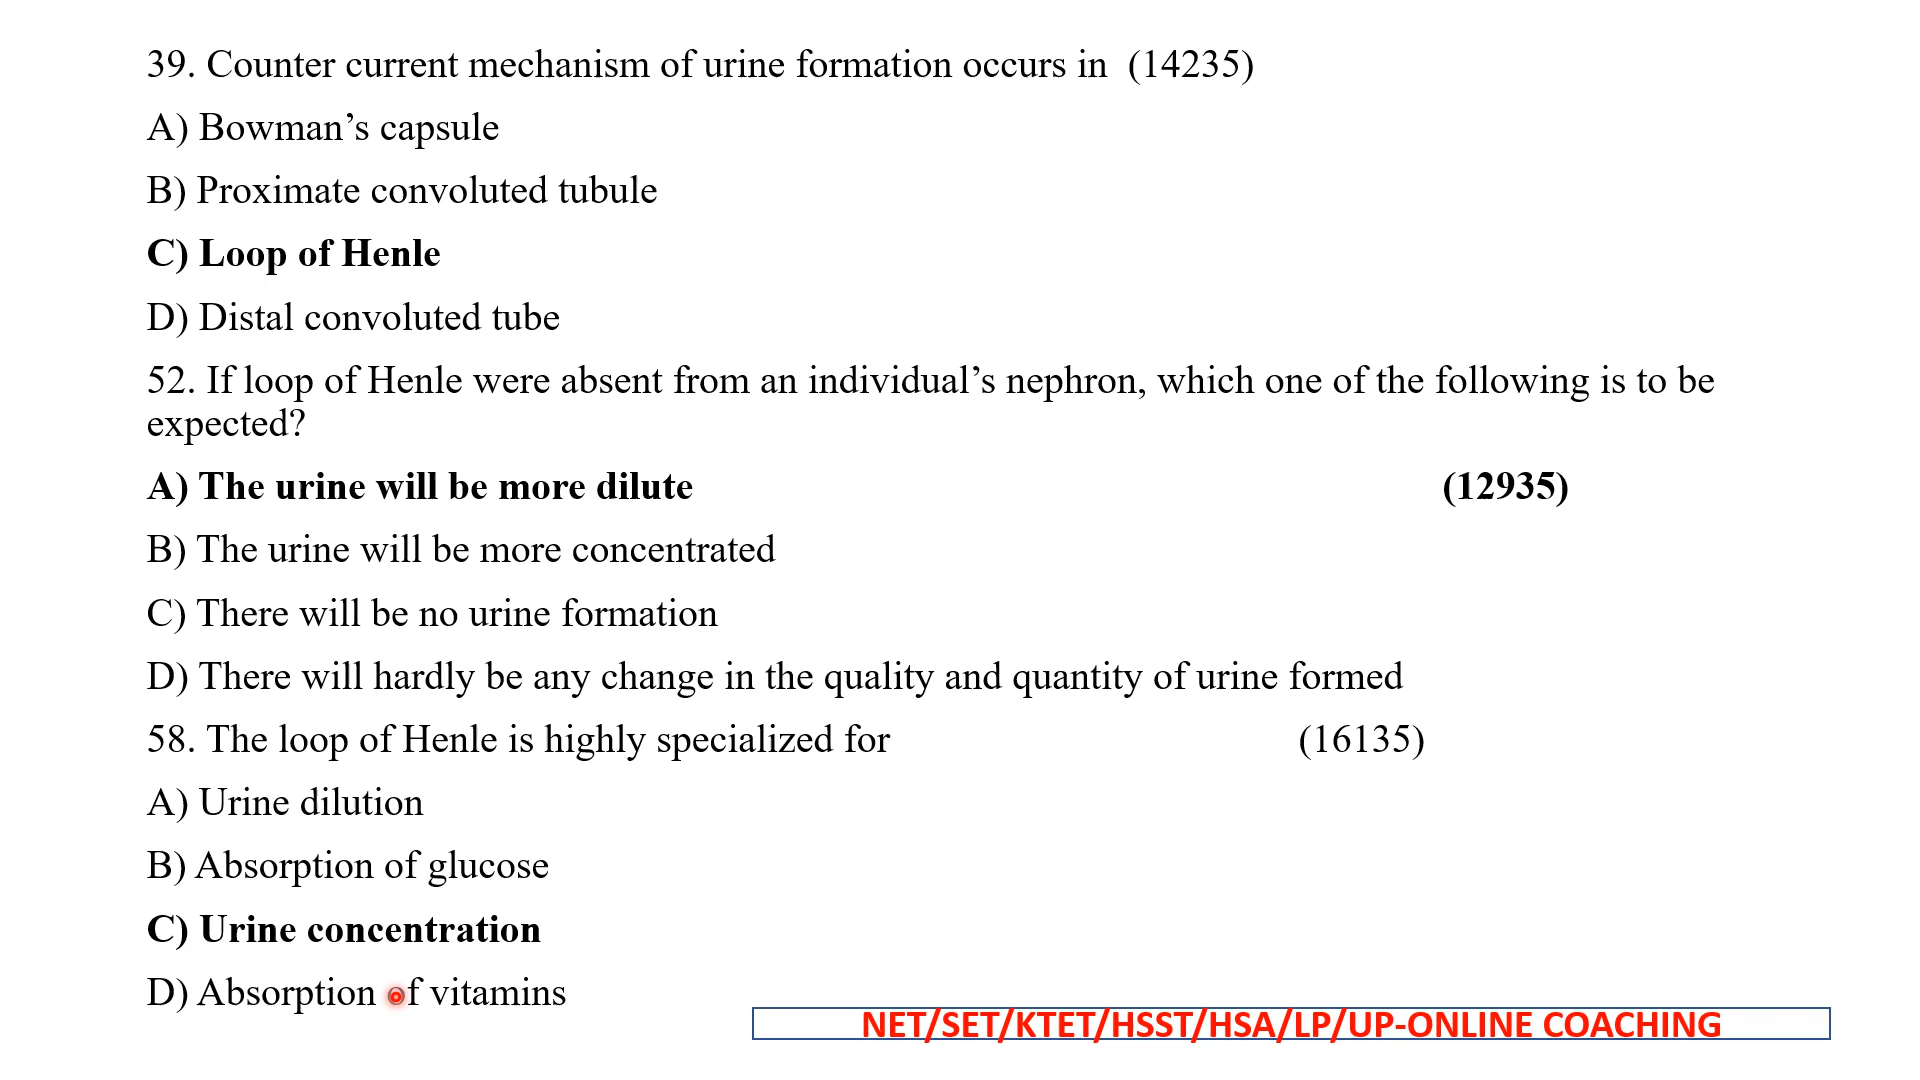 39. Counter current mechanism of urine formation occurs in (14235)
A) Bowman’s capsule
B) Proximate convoluted tubule
C) Loop of Henle
D) Distal convoluted tube
52. If loop of Henle were absent from an individual’s nephron, which one of the following is to be
expected?
A) The urine will be more dilute (12935)
B) The urine will be more concentrated
C) There will be no urine formation
D) There will hardly be any change in the quality and quantity of urine formed
58. The loop of Henle is highly specialized for (16135)
A) Urine dilution
B) Absorption of glucose
C) Urine concentration
D) Absorption of vitamins
NET/SET/KTET/HSST/HSA/LP/UP-ONLINE COACHING